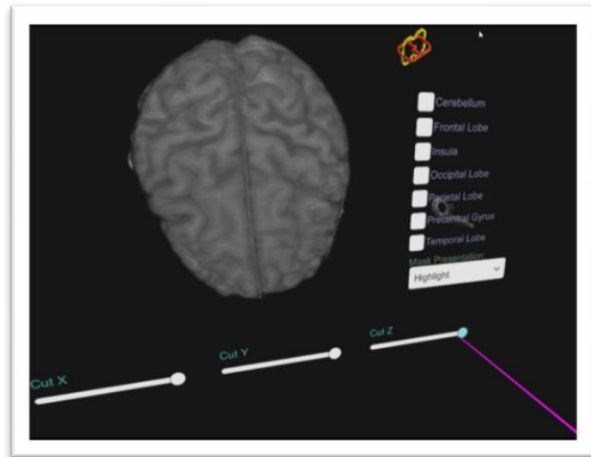 Cerebellum
Frontal Lobe
Insula
Occipital Lobe
Parietal Lobe
Precentral Gyrus
Temporal Lobe
Mask Presentation:
Highlight
Cut X
Cut Y
Cut Z